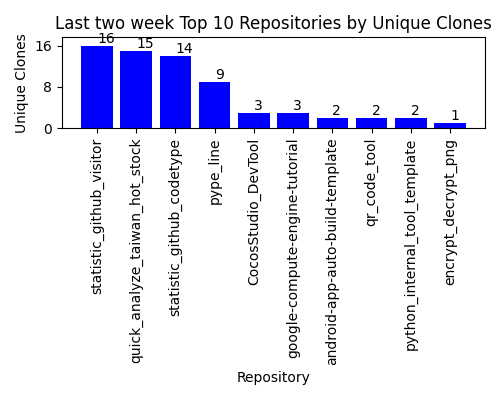 Last two week Top 10 Repositories by Unique Clones
Unique Clones
16
8
0
16
15
14
9
3
3
2
2
2
1
statistic_github_visitor
quick_analyze_taiwan_hot_stock
statistic_github_codetype
pype_line
CocosStudio_DevTool
google-compute-engine-tutorial
android-app-auto-build-template
qr_code_tool
python_internal_tool_template
encrypt_decrypt_png
Repository